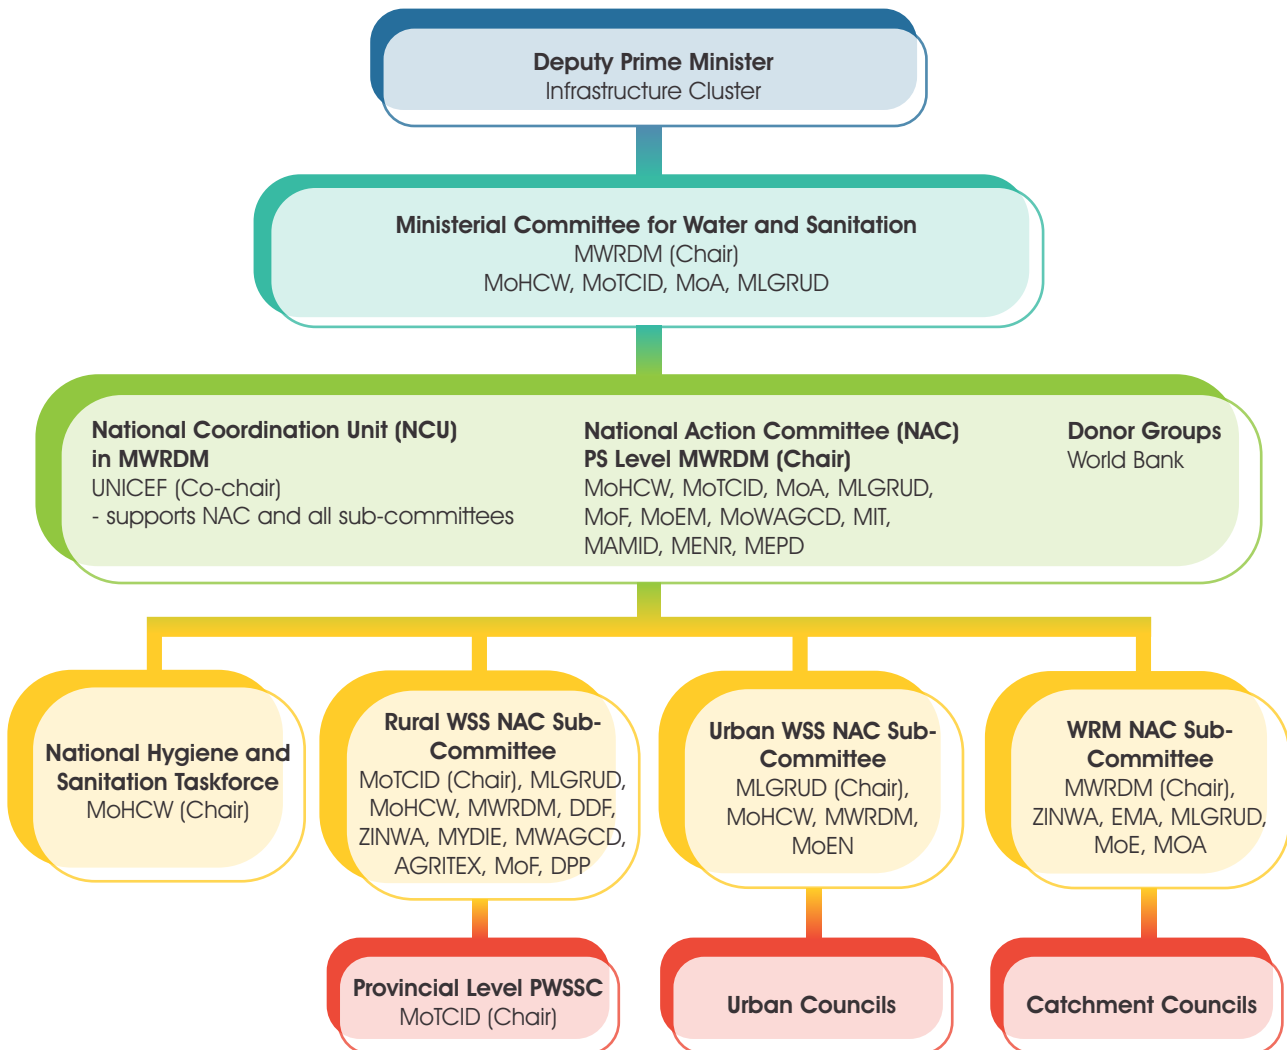 Deputy Prime Minister
Infrastructure Cluster
Ministerial Committee for Water and Sanitation
MWRDM (Chair)
MoHCW, MoTCID, MoA, MLGRUD
National Coordination Unit (NCU)
in MWRDM
UNICEF (Co-chair)
- supports NAC and all sub-committees
National Action Committee (NAC)
PS Level MWRDM (Chair)
MoHCW, MoTCID, MoA, MLGRUD,
MoF, MoEM, MoWAGCD, MIT,
MAMID, MENR, MEPD
Donor Groups
World Bank
National Hygiene and
Sanitation Taskforce
MoHCW (Chair)
Rural WSS NAC Sub-
Committee
MoTCID (Chair), MLGRUD,
MoHCW, MWRDM, DDF,
ZINWA, MYDIE, MWAGCD,
AGRITEX, MoF, DPP
Urban WSS NAC Sub-
Committee
MLGRUD (Chair),
MoHCW, MWRDM,
MoEN
WRM NAC Sub-
Committee
MWRDM (Chair),
ZINWA, EMA, MLGRUD,
MoE, MOA
Provincial Level PWSSC
MoTCID (Chair)
Urban Councils
Catchment Councils